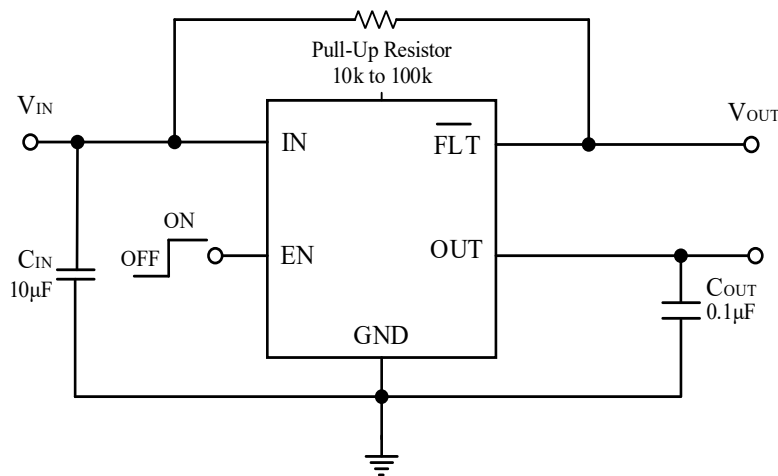 Pull-Up Resistor
10k to 100k
VIN
VOUT
IN
FLT
ON
OFF
EN
OUT
CIN
10µF
COUT
0.1µF
GND